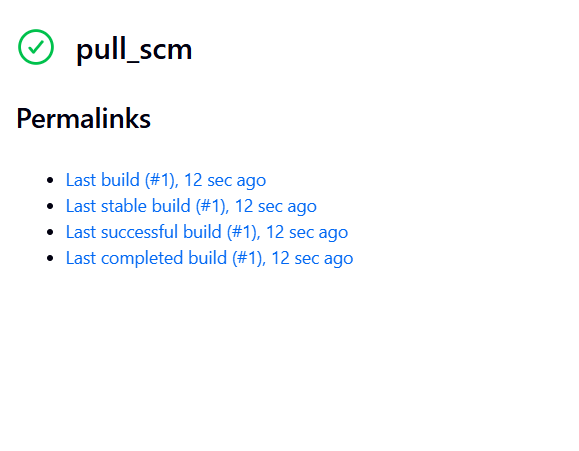 pull_scm
Permalinks
Last build (#1), 12 sec ago
Last stable build (#1), 12 sec ago
Last successful build (#1), 12 sec ago
Last completed build (#1), 12 sec ago